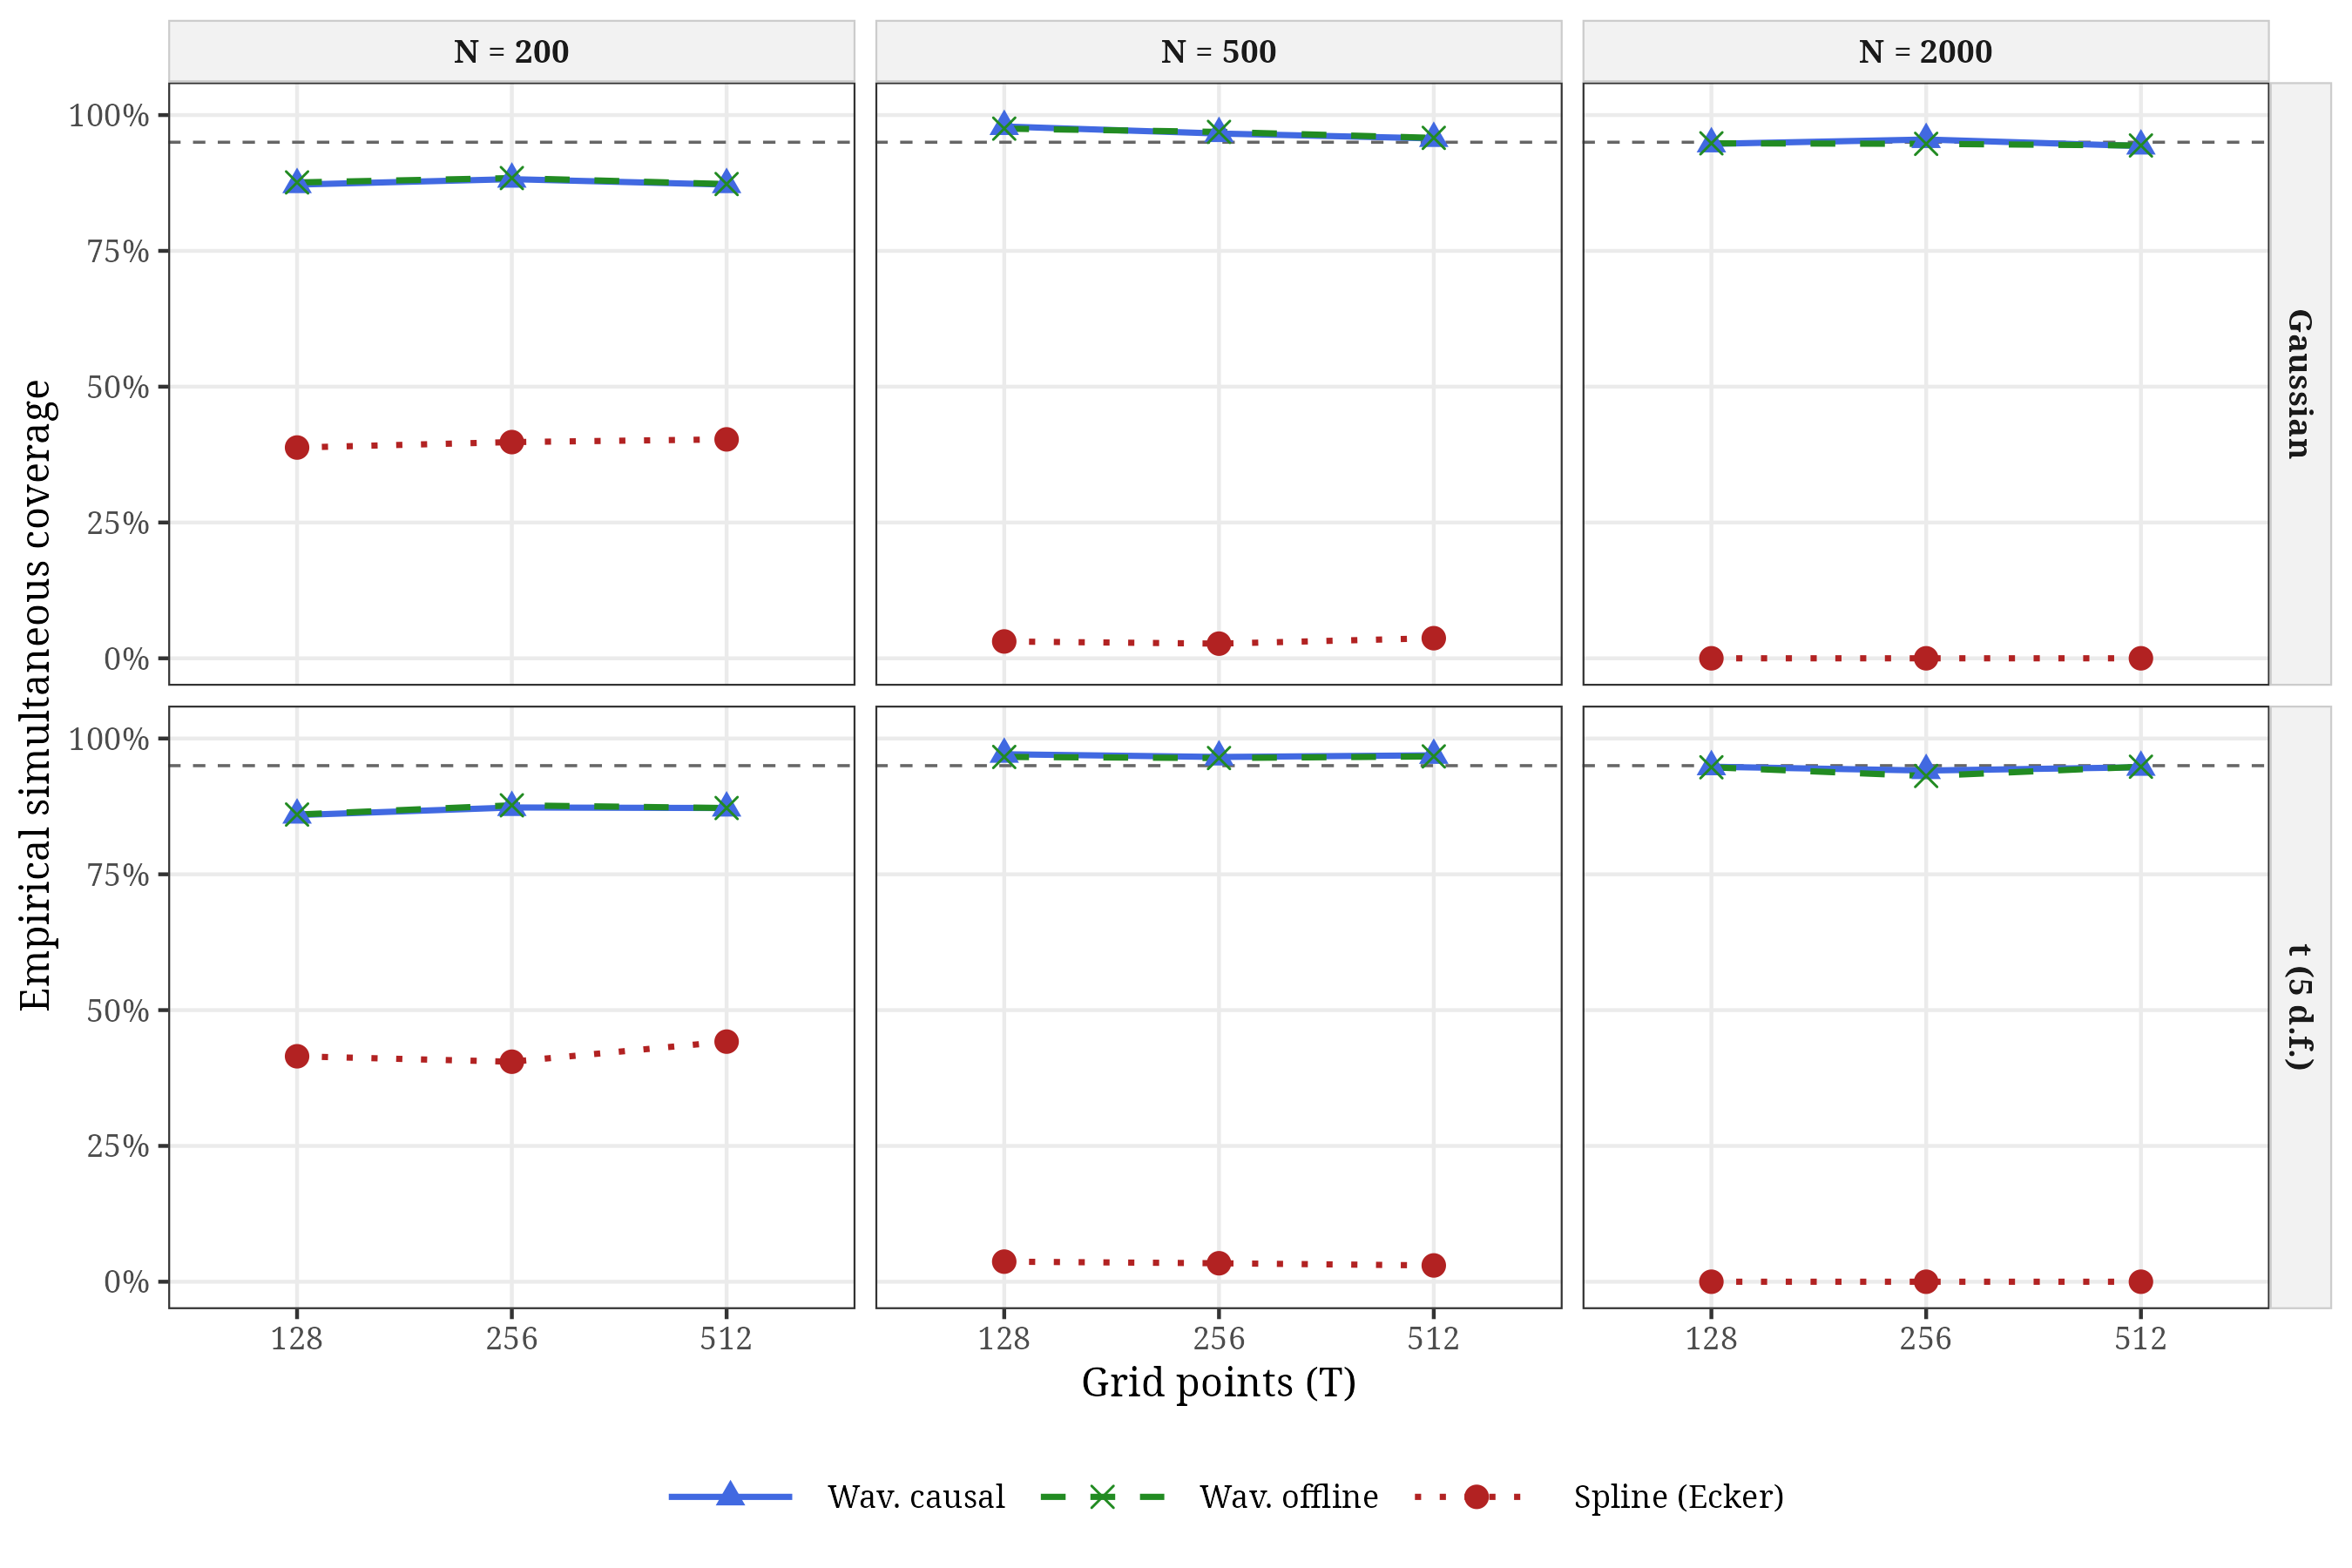 N = 200
N = 500
N = 2000
Empirical simultaneous coverage
100%
75%
50%
25%
0%
Gaussian
100%
75%
50%
25%
0%
t (5 d.f.)
128 256 512
128 256 512
128 256 512
Grid points (T)
Wav. causal
Wav. offline
Spline (Ecker)